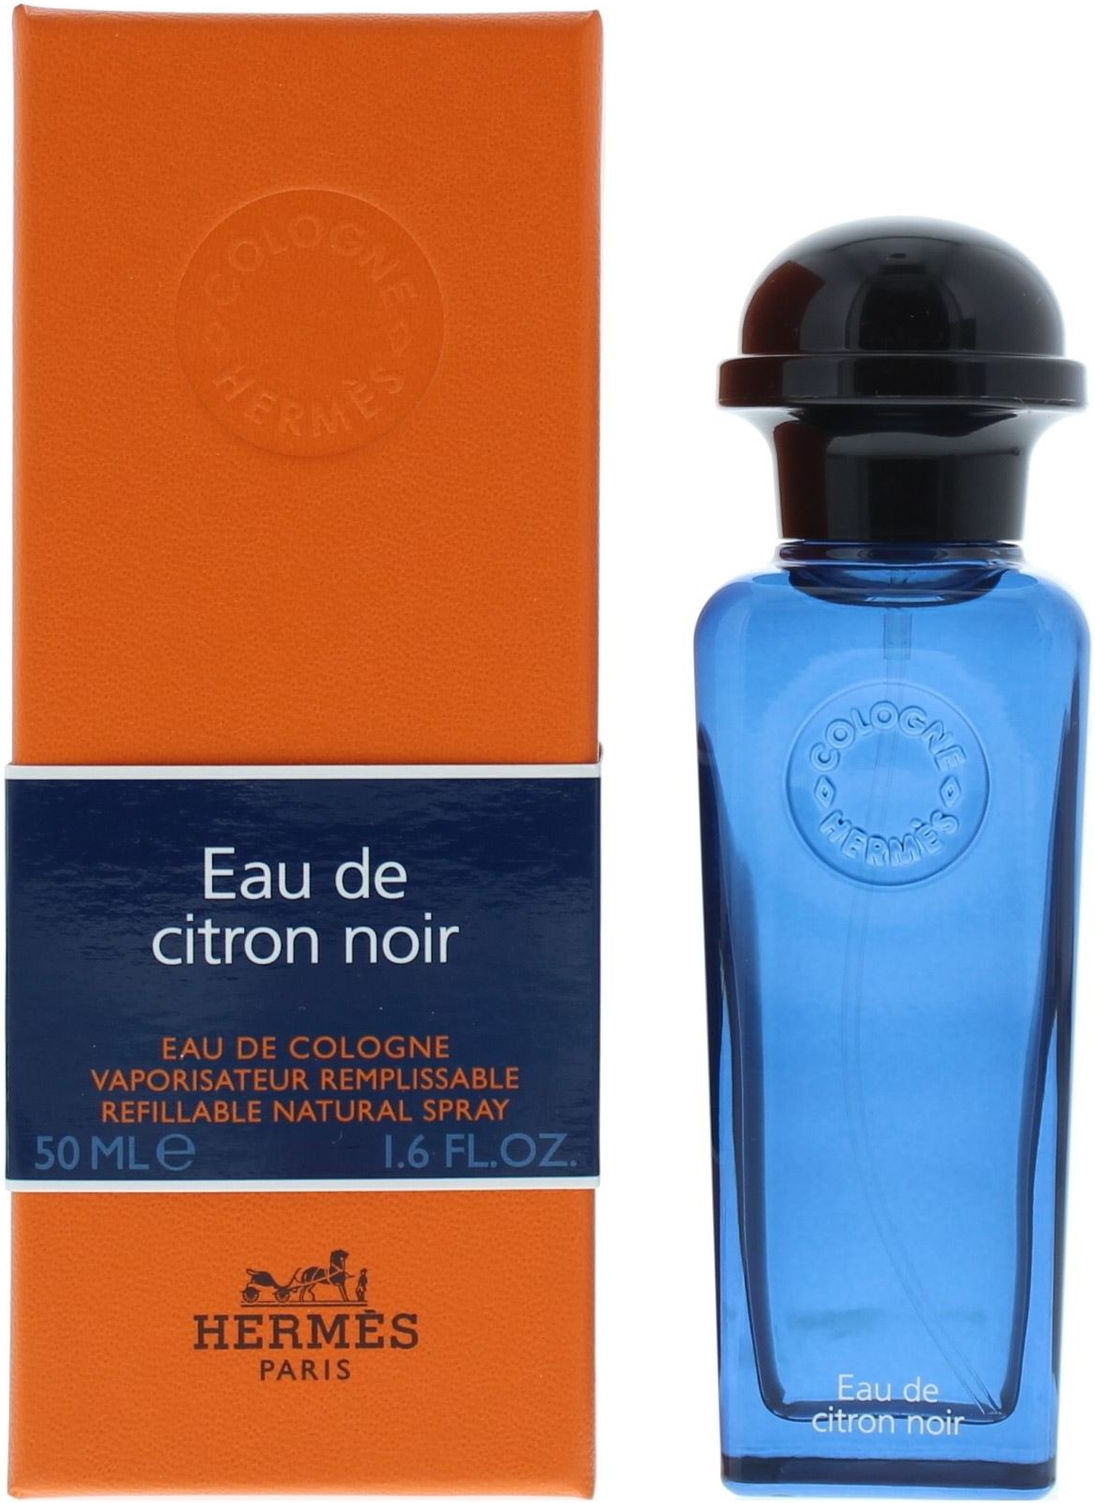 COLOGNE
HERMÈS
Eau de
citron noir
EAU DE COLOGNE
VAPORISATEUR REMPLISSABLE
REFILLABLE NATURAL SPRAY
50 ML ℮ 1.6 FL.OZ.
HERMÈS
PARIS
COLOGNE
HERMÈS
Eau de
citron noir